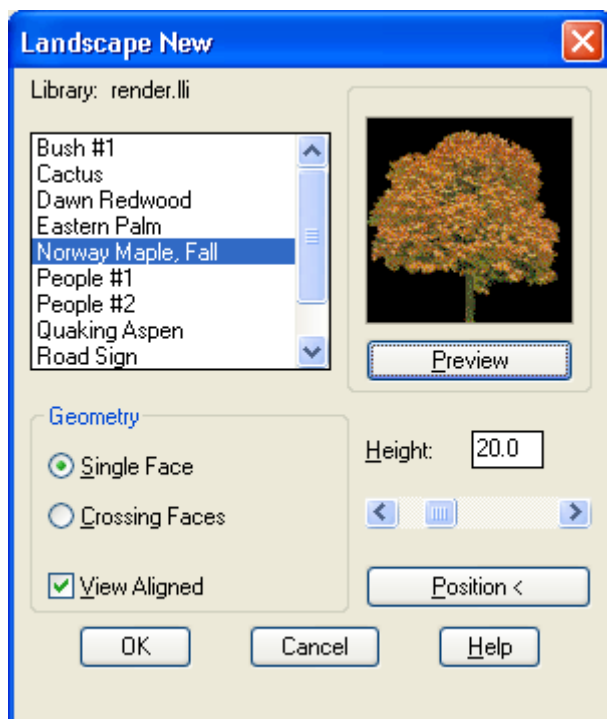 Landscape New
Library: render.lli
Bush #1
Cactus
Dawn Redwood
Eastern Palm
Norway Maple, Fall
People #1
People #2
Quaking Aspen
Road Sign
Preview
Geometry
Single Face
Crossing Faces
View Aligned
Height: 20.0
Position <
OK Cancel Help